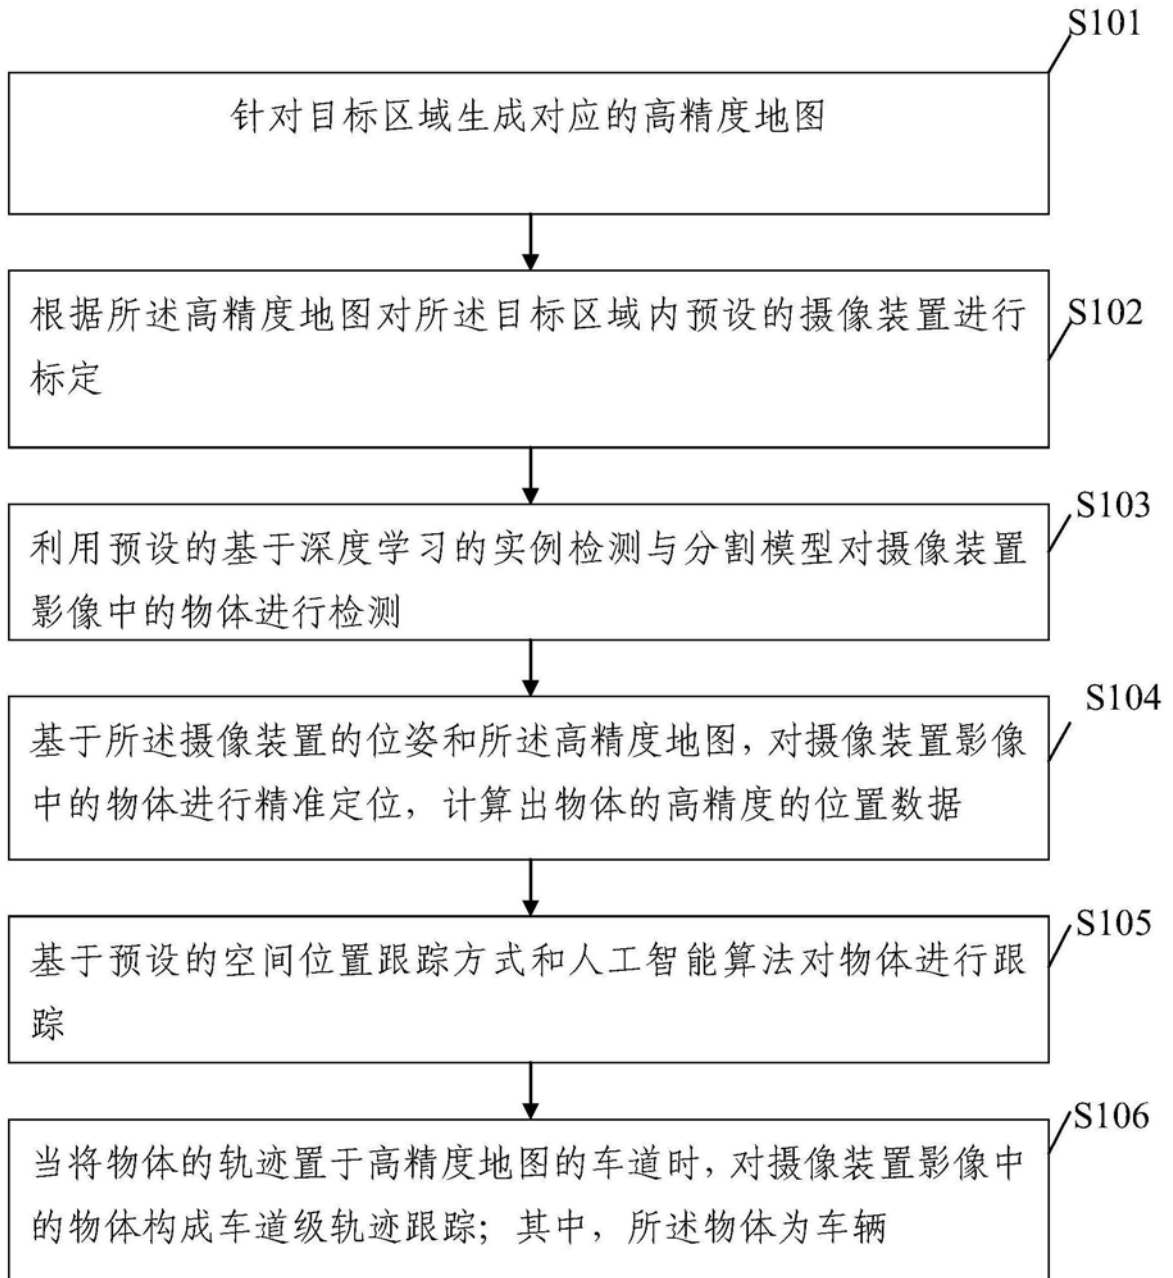 S101
针对目标区域生成对应的高精度地图
S102
根据所述高精度地图对所述目标区域内预设的摄像装置进行
标定
S103
利用预设的基于深度学习的实例检测与分割模型对摄像装置
影像中的物体进行检测
S104
基于所述摄像装置的位姿和所述高精度地图，对摄像装置影像
中的物体进行精准定位，计算出物体的高精度的位置数据
S105
基于预设的空间位置跟踪方式和人工智能算法对物体进行跟
踪
S106
当将物体的轨迹置于高精度地图的车道时，对摄像装置影像中
的物体构成车道级轨迹跟踪；其中，所述物体为车辆